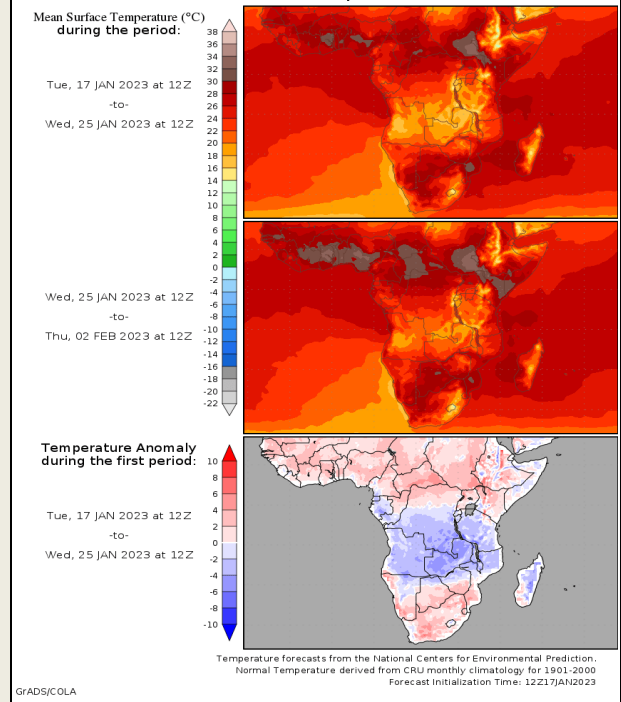 Mean Surface Temperature (°C)
during the period:
38
36
34
32
30
28
26
24
22
20
18
16
14
12
10
8
6
4
2
0
-2
-4
-6
-8
-10
-12
-14
-16
-18
-20
-22
Tue, 17 JAN 2023 at 12Z
-to-
Wed, 25 JAN 2023 at 12Z
Wed, 25 JAN 2023 at 12Z
-to-
Thu, 02 FEB 2023 at 12Z
Temperature Anomaly
during the first period:
10
8
6
4
2
0
-2
-4
-6
-8
-10
Tue, 17 JAN 2023 at 12Z
-to-
Wed, 25 JAN 2023 at 12Z
Temperature forecasts from the National Centers for Environmental Prediction.
Normal Temperature derived from CRU monthly climatology for 1901-2000
Forecast Initialization Time: 12Z17JAN2023
GrADS/COLA